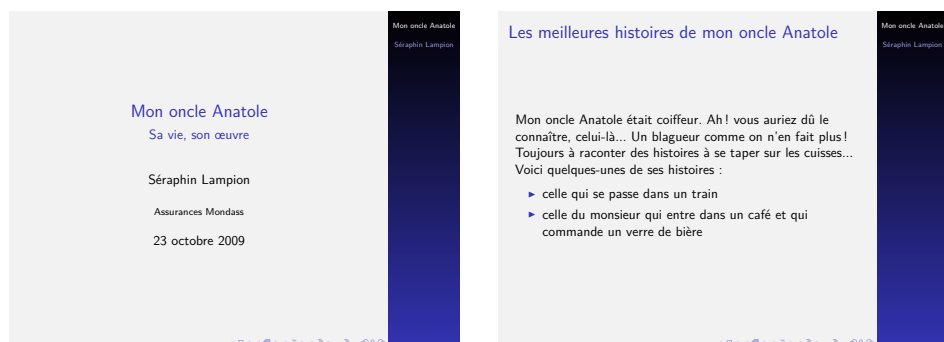 Mon oncle Anatole
Sa vie, son œuvre
Séraphin Lampion
Assurances Mondass
23 octobre 2009
Mon oncle Anatole
Séraphin Lampion
Les meilleures histoires de mon oncle Anatole
Mon oncle Anatole était coiffeur. Ah ! vous auriez dû le
connaître, celui-là... Un blagueur comme on n'en fait plus !
Toujours à raconter des histoires à se taper sur les cuisses...
Voici quelques-unes de ses histoires :
► celle qui se passe dans un train
► celle du monsieur qui entre dans un café et qui
commande un verre de bière
Mon oncle Anatole
Séraphin Lampion